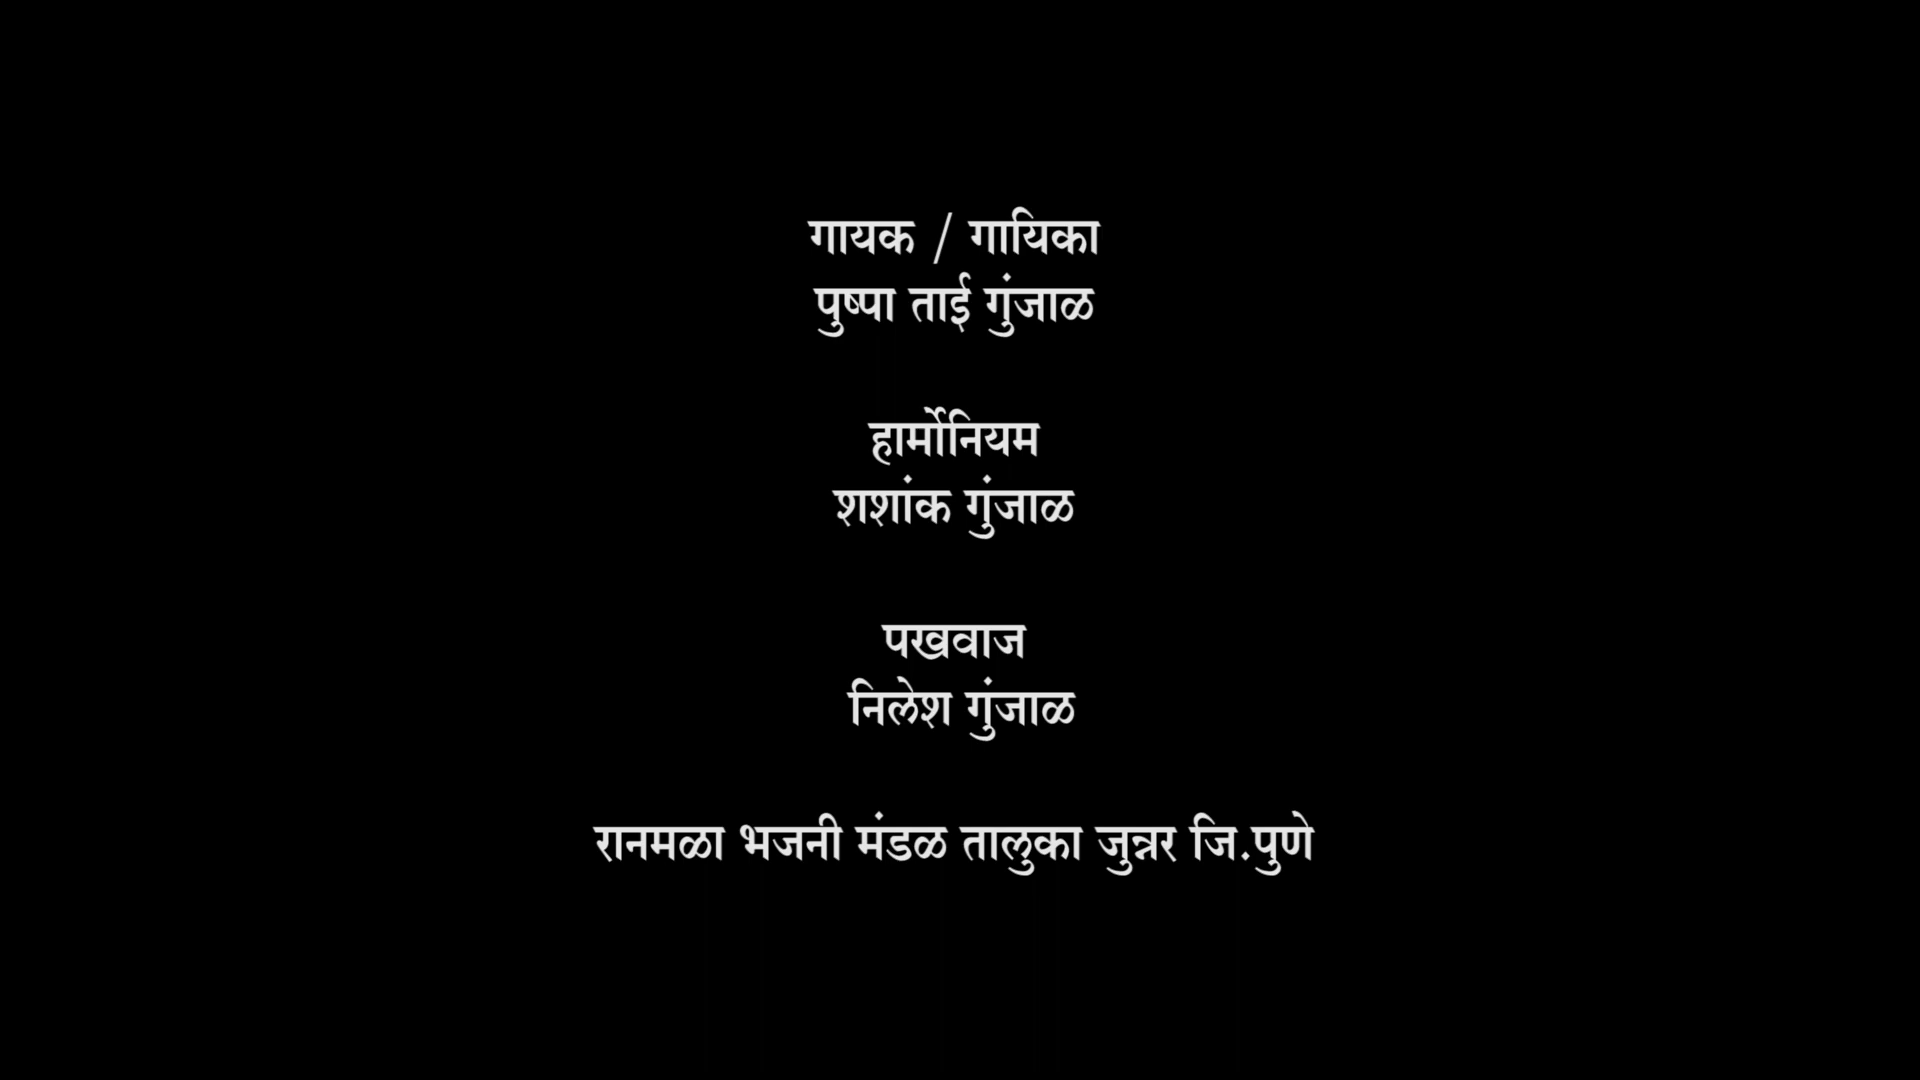 गायक / गायिका
पुष्पा ताई गुंजाळ
हार्मोनियम
शशांक गुंजाळ
पखवाज
निलेश गुंजाळ
रानमळा भजनी मंडळ तालुका जुन्नर जि.पुणे